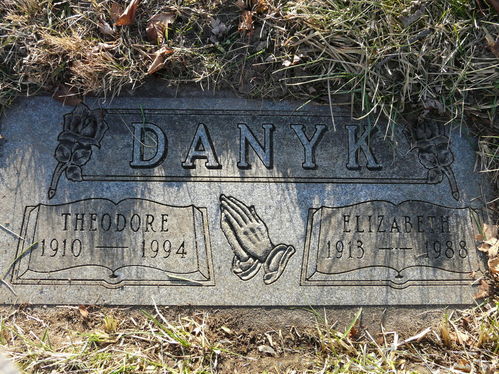 DANYK
THEODORE
1910 — 1994
ELIZABETH
1913 — 1988